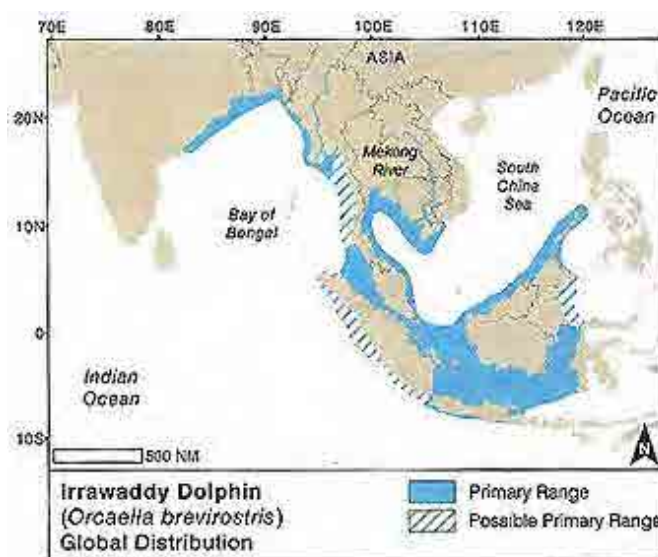 70E 80E 90E 100E 110E 120E
ASIA
Pacific
Ocean
20N
Mekong
River
South
China
Sea
Bay of
Bengal
10N
0
Indian
Ocean
10S
500 NM
N
Irrawaddy Dolphin
(Orcaella brevirostris)
Global Distribution
Primary Range
Possible Primary Range